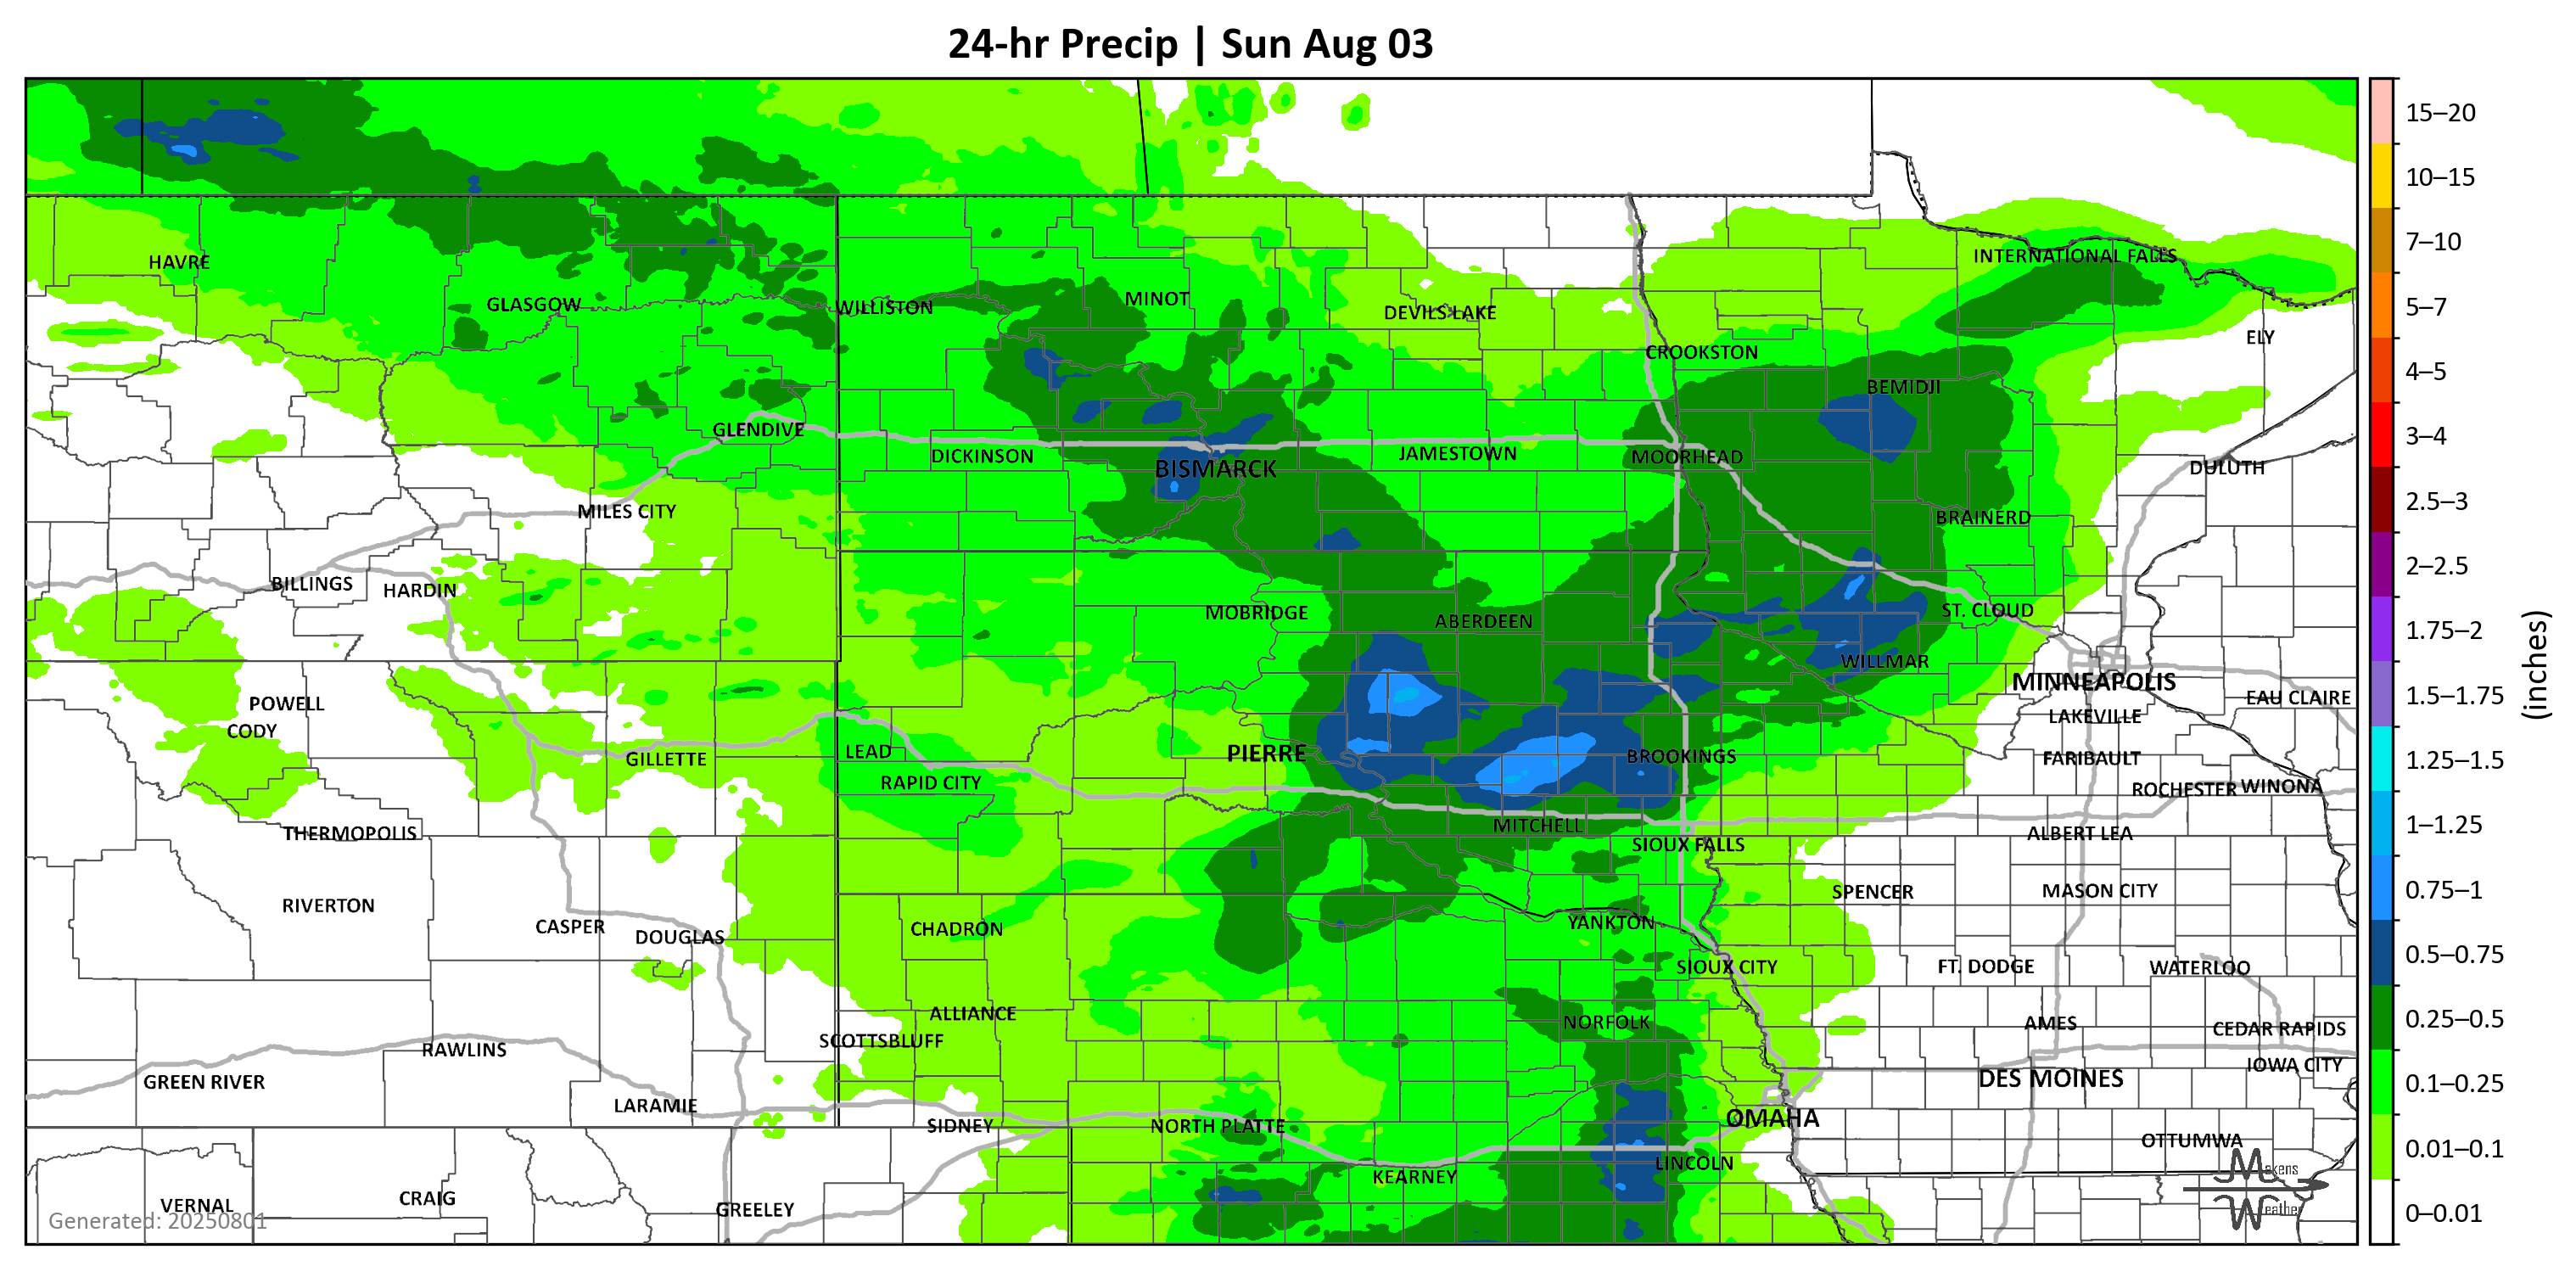 24-hr Precip | Sun Aug 03
15–20
10–15
7–10
5–7
4–5
3–4
2.5–3
2–2.5
1.75–2
1.5–1.75
1.25–1.5
1–1.25
0.75–1
0.5–0.75
0.25–0.5
0.1–0.25
0.01–0.1
0–0.01
(inches)
HAVRE
INTERNATIONAL FALLS
GLASGOW
WILLISTON
MINOT
DEVILS LAKE
ELY
CROOKSTON
BEMIDJI
GLENDIVE
DICKINSON
BISMARCK
JAMESTOWN
MOORHEAD
DULUTH
MILES CITY
BRAINERD
BILLINGS
HARDIN
MOBRIDGE
ABERDEEN
ST. CLOUD
WILLMAR
MINNEAPOLIS
POWELL
EAU CLAIRE
CODY
LAKEVILLE
GILLETTE
LEAD
PIERRE
BROOKINGS
FARIBAULT
RAPID CITY
ROCHESTER
WINONA
THERMOPOLIS
MITCHELL
ALBERT LEA
SIOUX FALLS
RIVERTON
SPENCER
MASON CITY
CASPER
DOUGLAS
CHADRON
YANKTON
SIOUX CITY
FT. DODGE
WATERLOO
ALLIANCE
NORFOLK
AMES
CEDAR RAPIDS
SCOTTSBLUFF
RAWLINS
IOWA CITY
GREEN RIVER
DES MOINES
LARAMIE
SIDNEY
NORTH PLATTE
OMAHA
OTTUMWA
LINCOLN
KEARNEY
VERNAL
CRAIG
GREELEY
Generated: 20250801
Makens
Weather